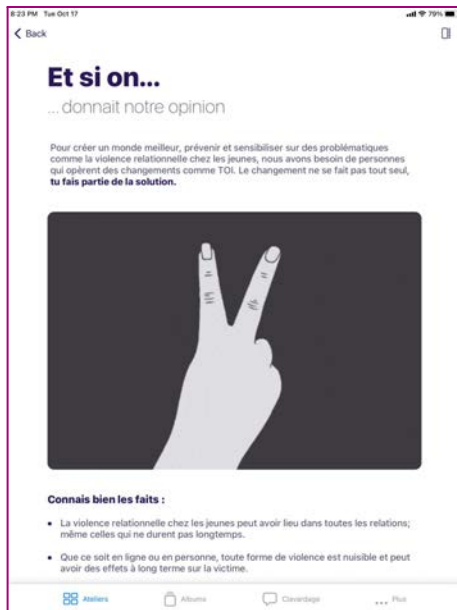 8:23 PM Tue Oct 17
79%
Back
Et si on...
...donnait notre opinion
Pour créer un monde meilleur, prévenir et sensibiliser sur des problématiques
comme la violence relationnelle chez les jeunes, nous avons besoin de personnes
qui opèrent des changements comme TOI. Le changement ne se fait pas tout seul,
tu fais partie de la solution.
Connais bien les faits :
• La violence relationnelle chez les jeunes peut avoir lieu dans toutes les relations;
même celles qui ne durent pas longtemps.
• Que ce soit en ligne ou en personne, toute forme de violence est nuisible et peut
avoir des effets à long terme sur la victime.
Ateliers Albums Clavardage Plus